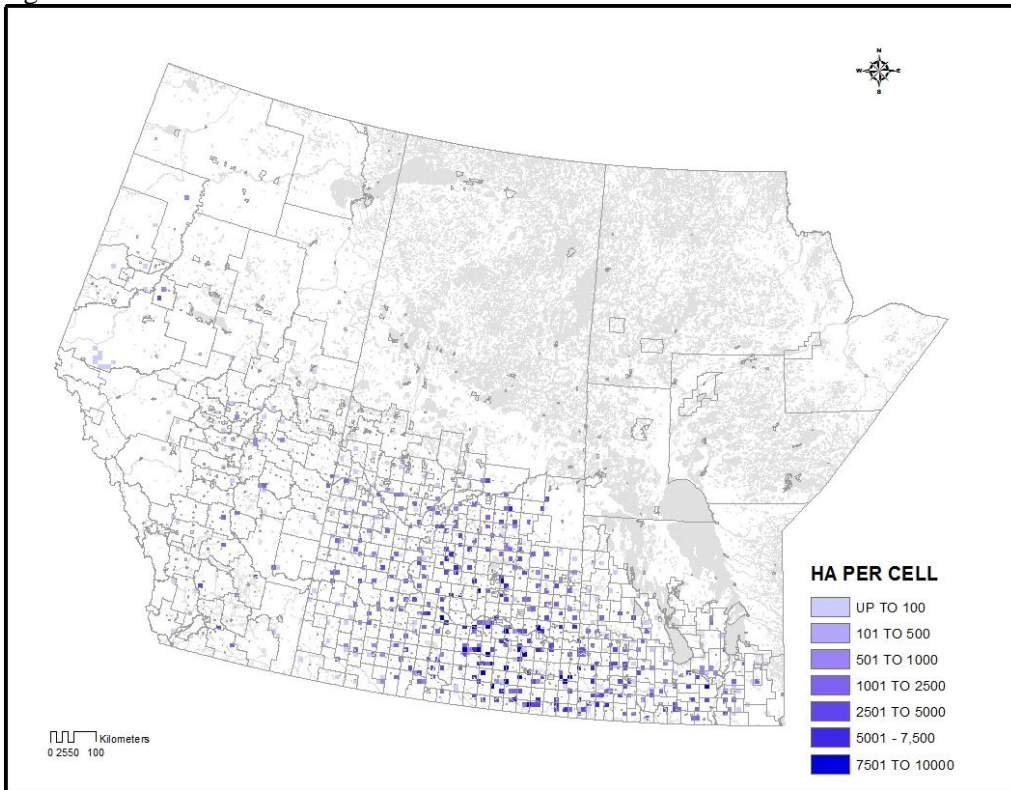 N
W E
S
HA PER CELL
UP TO 100
101 TO 500
501 TO 1000
1001 TO 2500
2501 TO 5000
5001 - 7,500
7501 TO 10000
Kilometers
0 2550 100